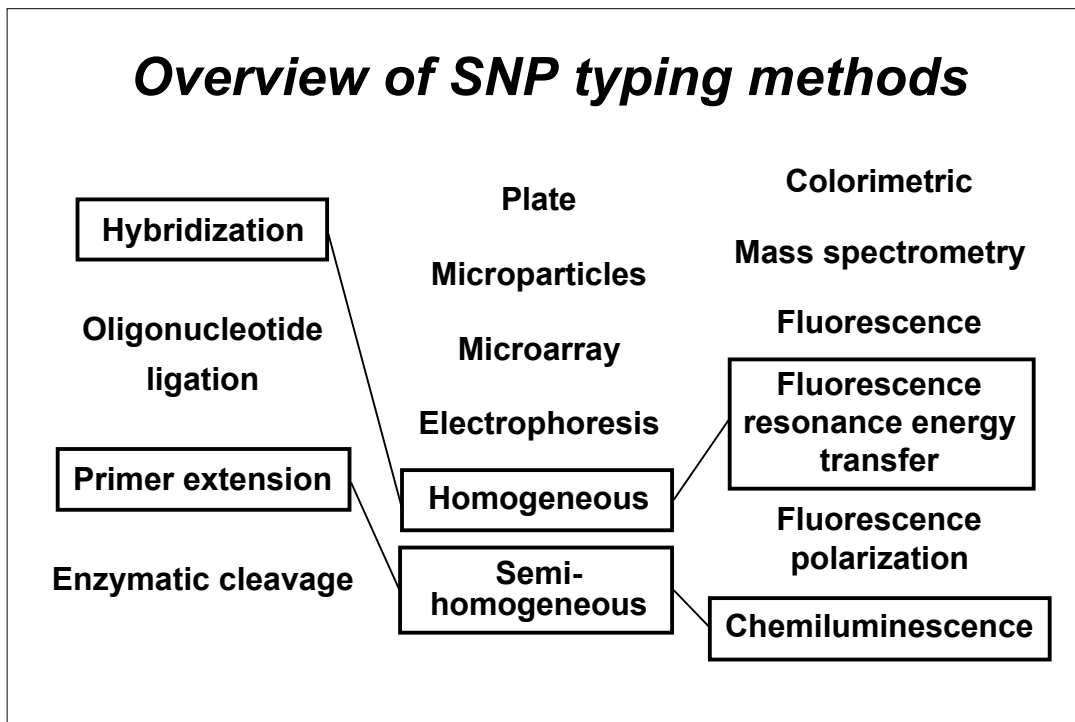 Overview of SNP typing methods
Hybridization
Oligonucleotide
ligation
Primer extension
Enzymatic cleavage
Plate
Microparticles
Microarray
Electrophoresis
Homogeneous
Semi-
homogeneous
Colorimetric
Mass spectrometry
Fluorescence
Fluorescence
resonance energy
transfer
Fluorescence
polarization
Chemiluminescence